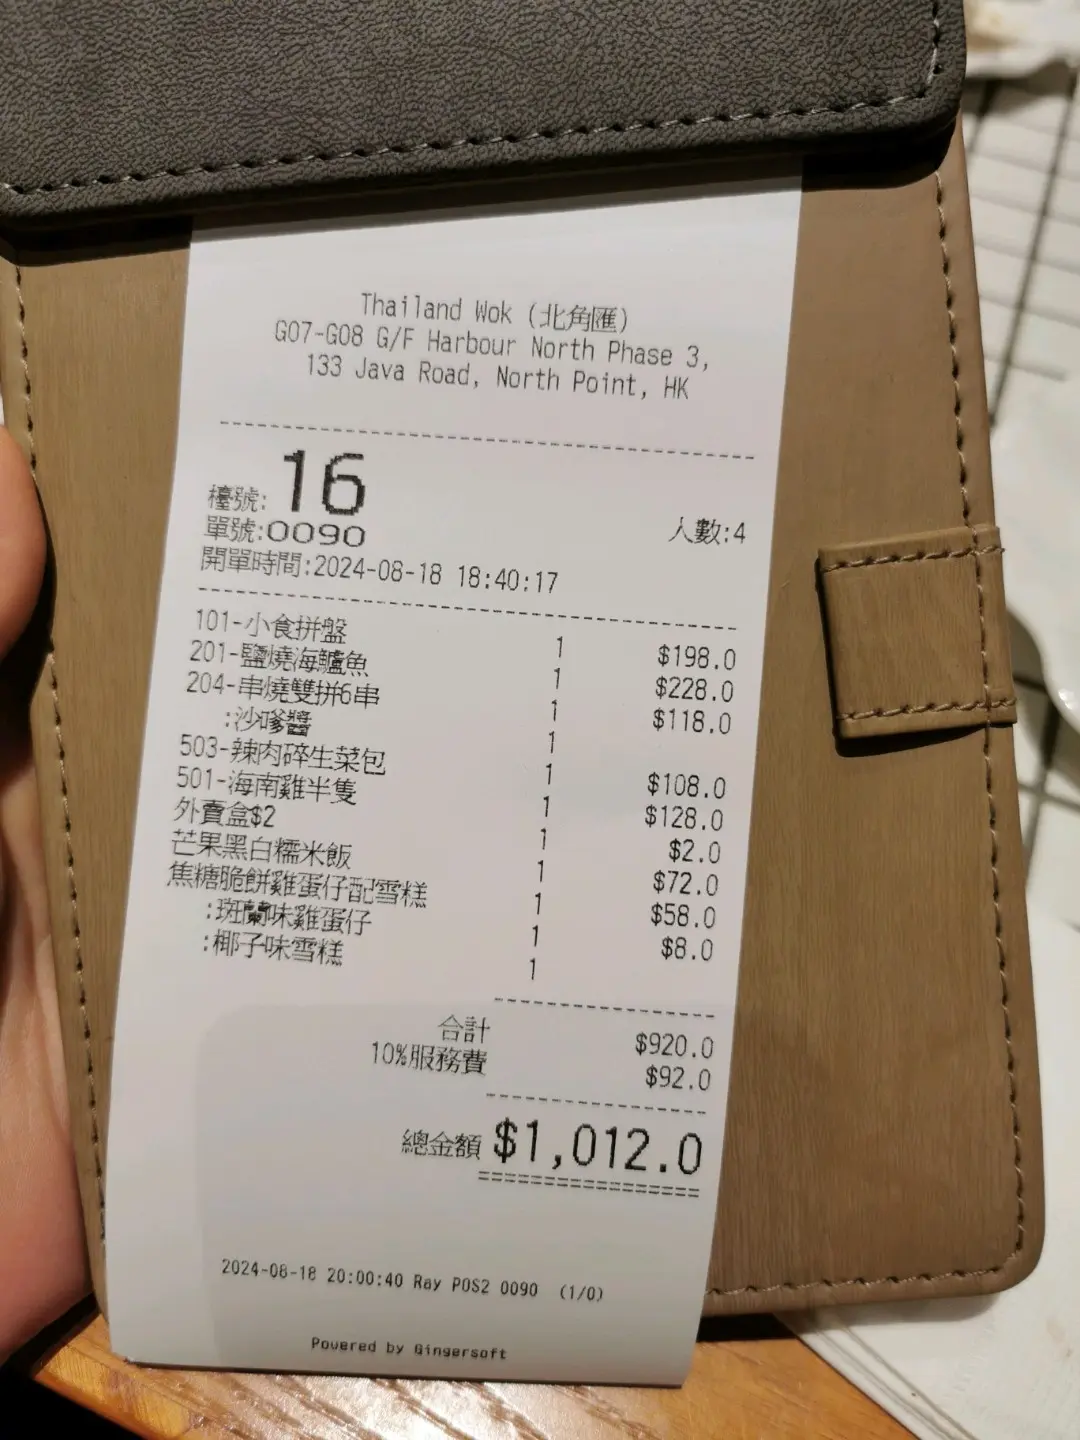 Thailand Wok (北角匯)
G07-G08 G/F Harbour North Phase 3,
133 Java Road, North Point, HK
檯號: 16
單號:0090 人數:4
開單時間:2024-08-18 18:40:17
101-小食拼盤 1 $198.0
201-鹽燒海鱸魚 1 $228.0
204-串燒雙拼6串 1 $118.0
:沙嗲醬 1
503-辣肉碎生菜包 1 $108.0
501-海南雞半隻 1 $128.0
外賣盒$2 1 $2.0
芒果黑白糯米飯 1 $72.0
焦糖脆餅雞蛋仔配雪糕 1 $58.0
:斑蘭味雞蛋仔 1 $8.0
:椰子味雪糕 1
合計 $920.0
10%服務費 $92.0
總金額 $1,012.0
2024-08-18 20:00:40 Ray POS2 0090 (1/0)
Powered by Gingersoft